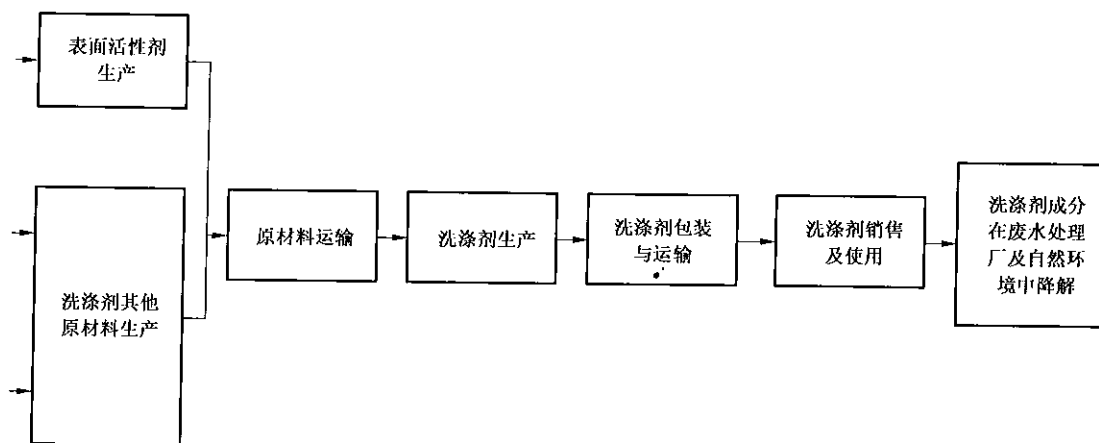 表面活性剂
生产
洗涤剂其他
原材料生产
原材料运输
洗涤剂生产
洗涤剂包装
与运输
洗涤剂销售
及使用
洗涤剂成分
在废水处理
厂及自然环
境中降解